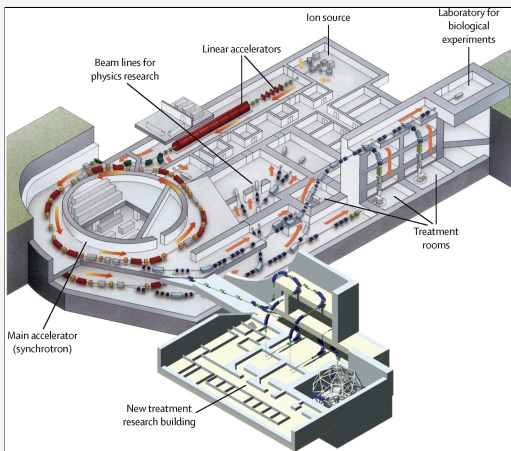 Ion source
Laboratory for
biological
experiments
Linear accelerators
Beam lines for
physics research
Treatment
rooms
Main accelerator
(synchrotron)
New treatment
research building